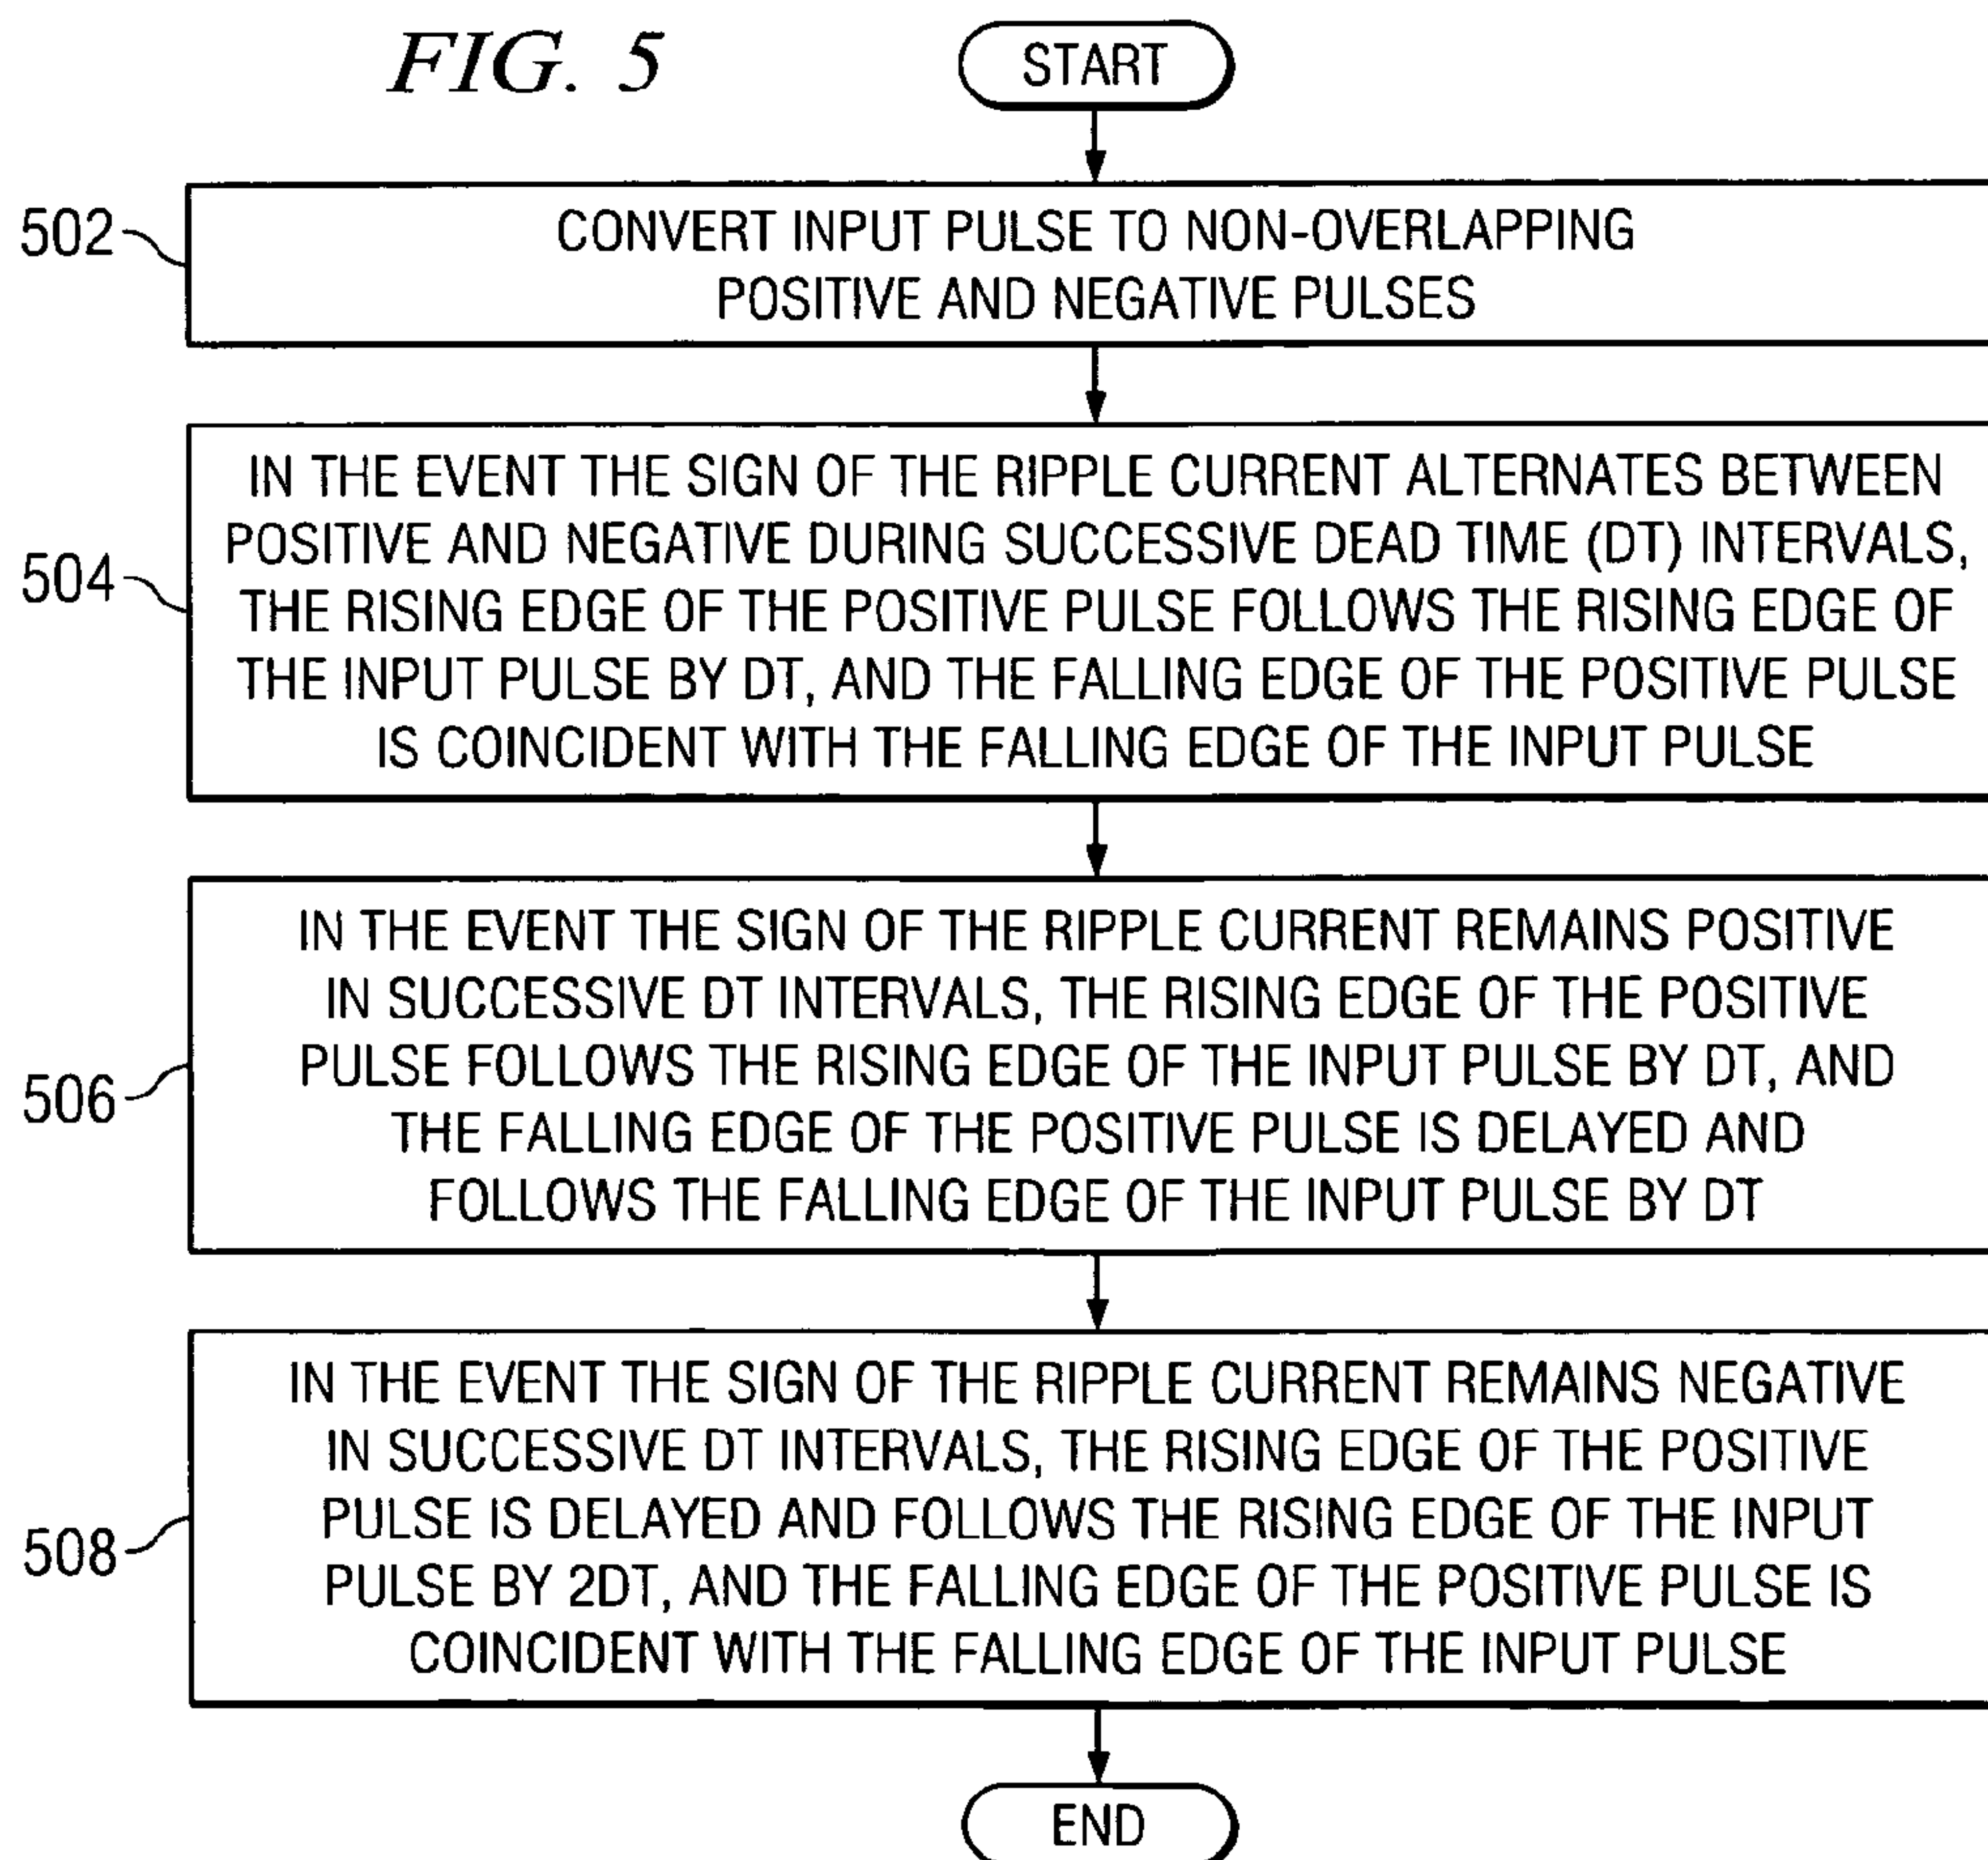 FIG. 5
START
502
CONVERT INPUT PULSE TO NON-OVERLAPPING
POSITIVE AND NEGATIVE PULSES
504
IN THE EVENT THE SIGN OF THE RIPPLE CURRENT ALTERNATES BETWEEN
POSITIVE AND NEGATIVE DURING SUCCESSIVE DEAD TIME (DT) INTERVALS,
THE RISING EDGE OF THE POSITIVE PULSE FOLLOWS THE RISING EDGE OF
THE INPUT PULSE BY DT, AND THE FALLING EDGE OF THE POSITIVE PULSE
IS COINCIDENT WITH THE FALLING EDGE OF THE INPUT PULSE
506
IN THE EVENT THE SIGN OF THE RIPPLE CURRENT REMAINS POSITIVE
IN SUCCESSIVE DT INTERVALS, THE RISING EDGE OF THE POSITIVE
PULSE FOLLOWS THE RISING EDGE OF THE INPUT PULSE BY DT, AND
THE FALLING EDGE OF THE POSITIVE PULSE IS DELAYED AND
FOLLOWS THE FALLING EDGE OF THE INPUT PULSE BY DT
508
IN THE EVENT THE SIGN OF THE RIPPLE CURRENT REMAINS NEGATIVE
IN SUCCESSIVE DT INTERVALS, THE RISING EDGE OF THE POSITIVE
PULSE IS DELAYED AND FOLLOWS THE RISING EDGE OF THE INPUT
PULSE BY 2DT, AND THE FALLING EDGE OF THE POSITIVE PULSE IS
COINCIDENT WITH THE FALLING EDGE OF THE INPUT PULSE
END